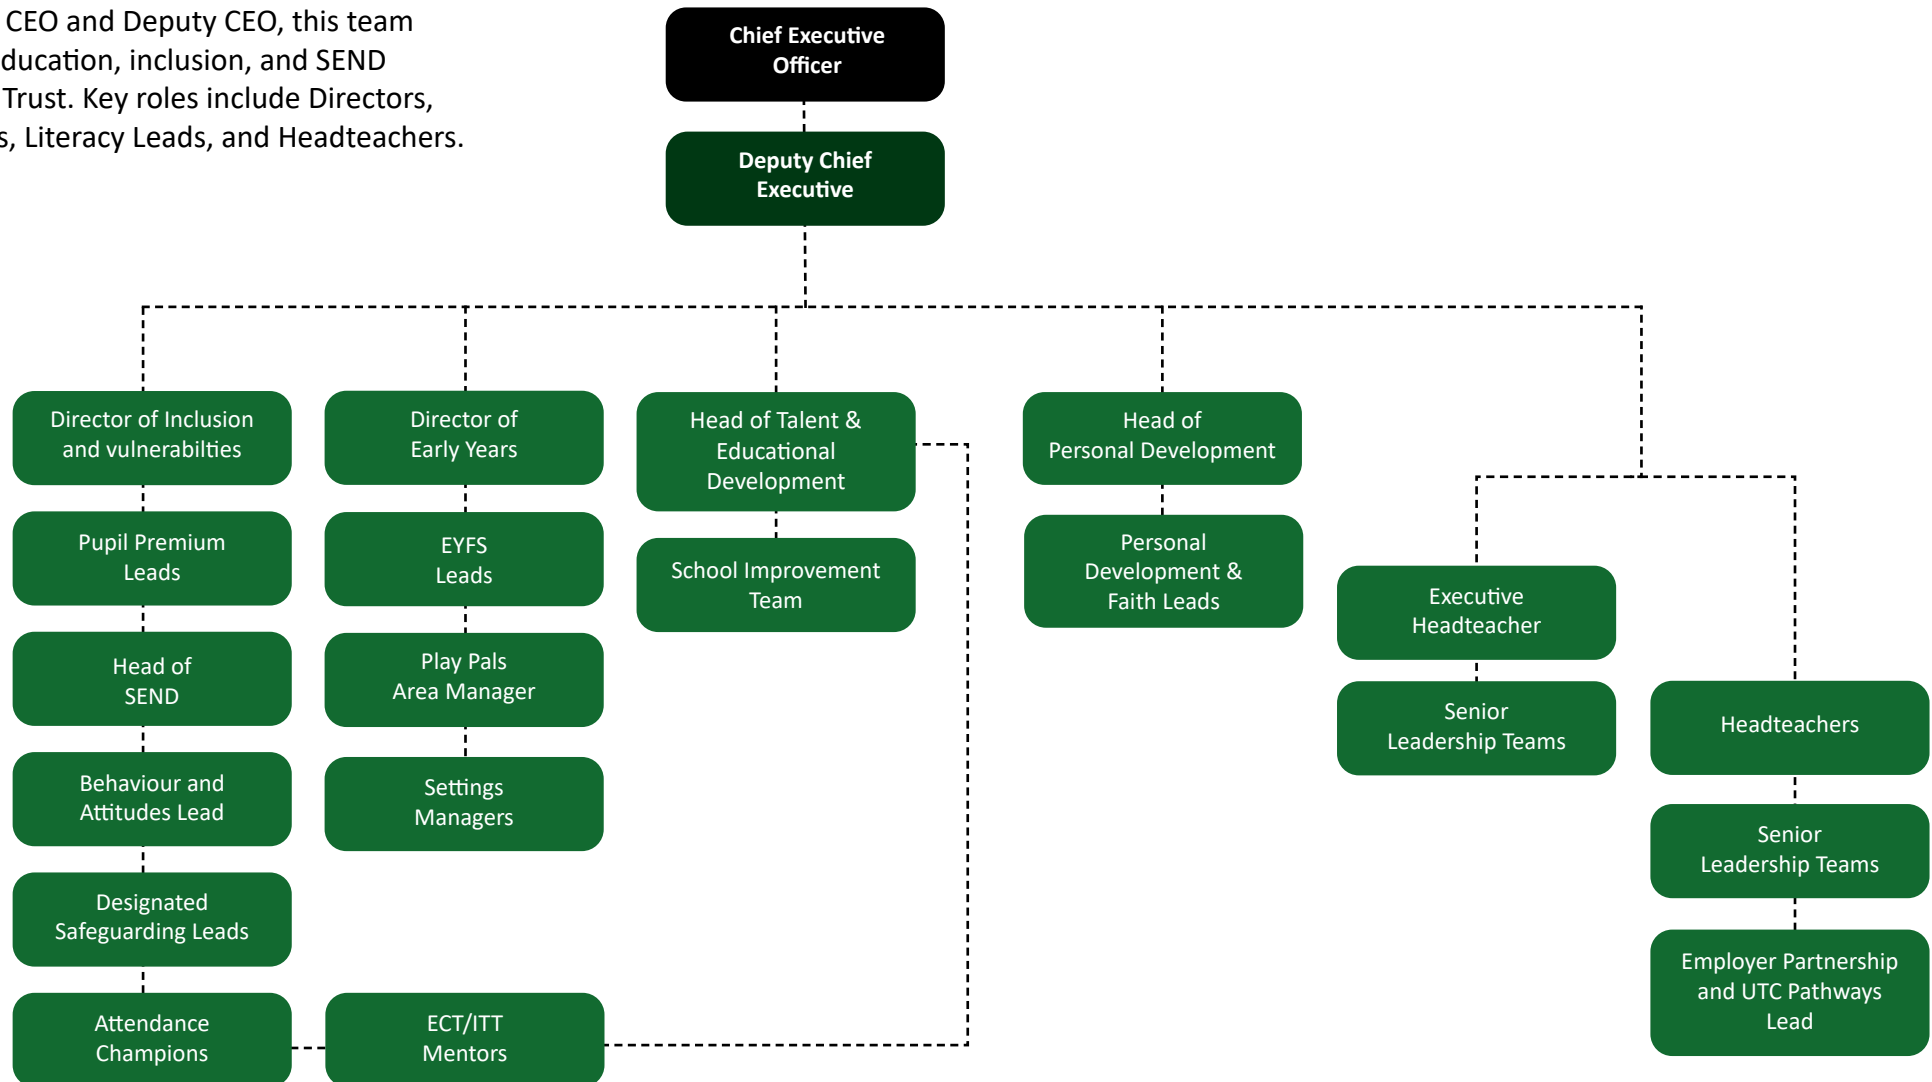 CEO and Deputy CEO, this team
ducation, inclusion, and SEND
Trust. Key roles include Directors,
s, Literacy Leads, and Headteachers.
Chief Executive
Officer
Deputy Chief
Executive
Director of Inclusion
and vulnerabilties
Director of
Early Years
Head of Talent &
Educational
Development
Head of
Personal Development
Pupil Premium
Leads
EYFS
Leads
School Improvement
Team
Personal
Development &
Faith Leads
Executive
Headteacher
Head of
SEND
Play Pals
Area Manager
Senior
Leadership Teams
Headteachers
Behaviour and
Attitudes Lead
Settings
Managers
Senior
Leadership Teams
Designated
Safeguarding Leads
Employer Partnership
and UTC Pathways
Lead
Attendance
Champions
ECT/ITT
Mentors